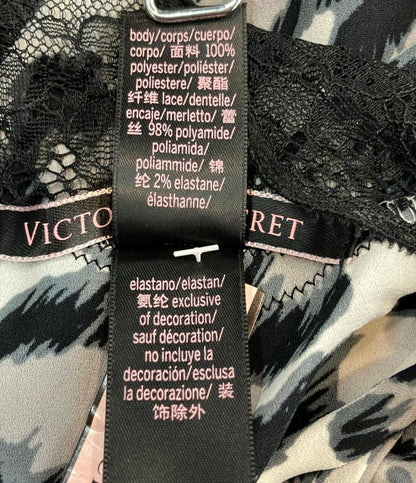 body/corps/cuerpo/
corpo/ 面料 100%
polyester/poliéster/
poliestere/ 聚酯
纤维 lace/dentelle/
encaje/merletto/ 蕾
丝 98% polyamide/
poliamida/
poliammide/ 锦
纶 2% elastane/
élasthanne/
VICTO RET
elastano/elastan/
氨纶 exclusive
of decoration/
sauf décoration/
no incluye la
decoración/esclusa
la decorazione/ 装
饰除外